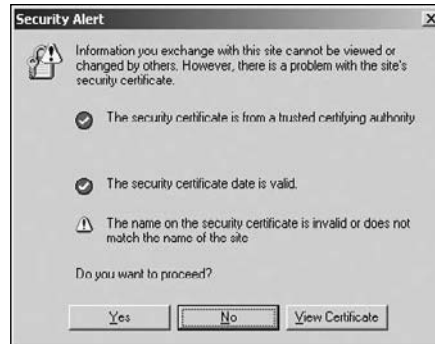 Security Alert
Information you exchange with this site cannot be viewed or
changed by others. However, there is a problem with the site's
security certificate.
The security certificate is from a trusted certifying authority
The security certificate date is valid.
The name on the security certificate is invalid or does not
match the name of the site
Do you want to proceed?
Yes No View Certificate